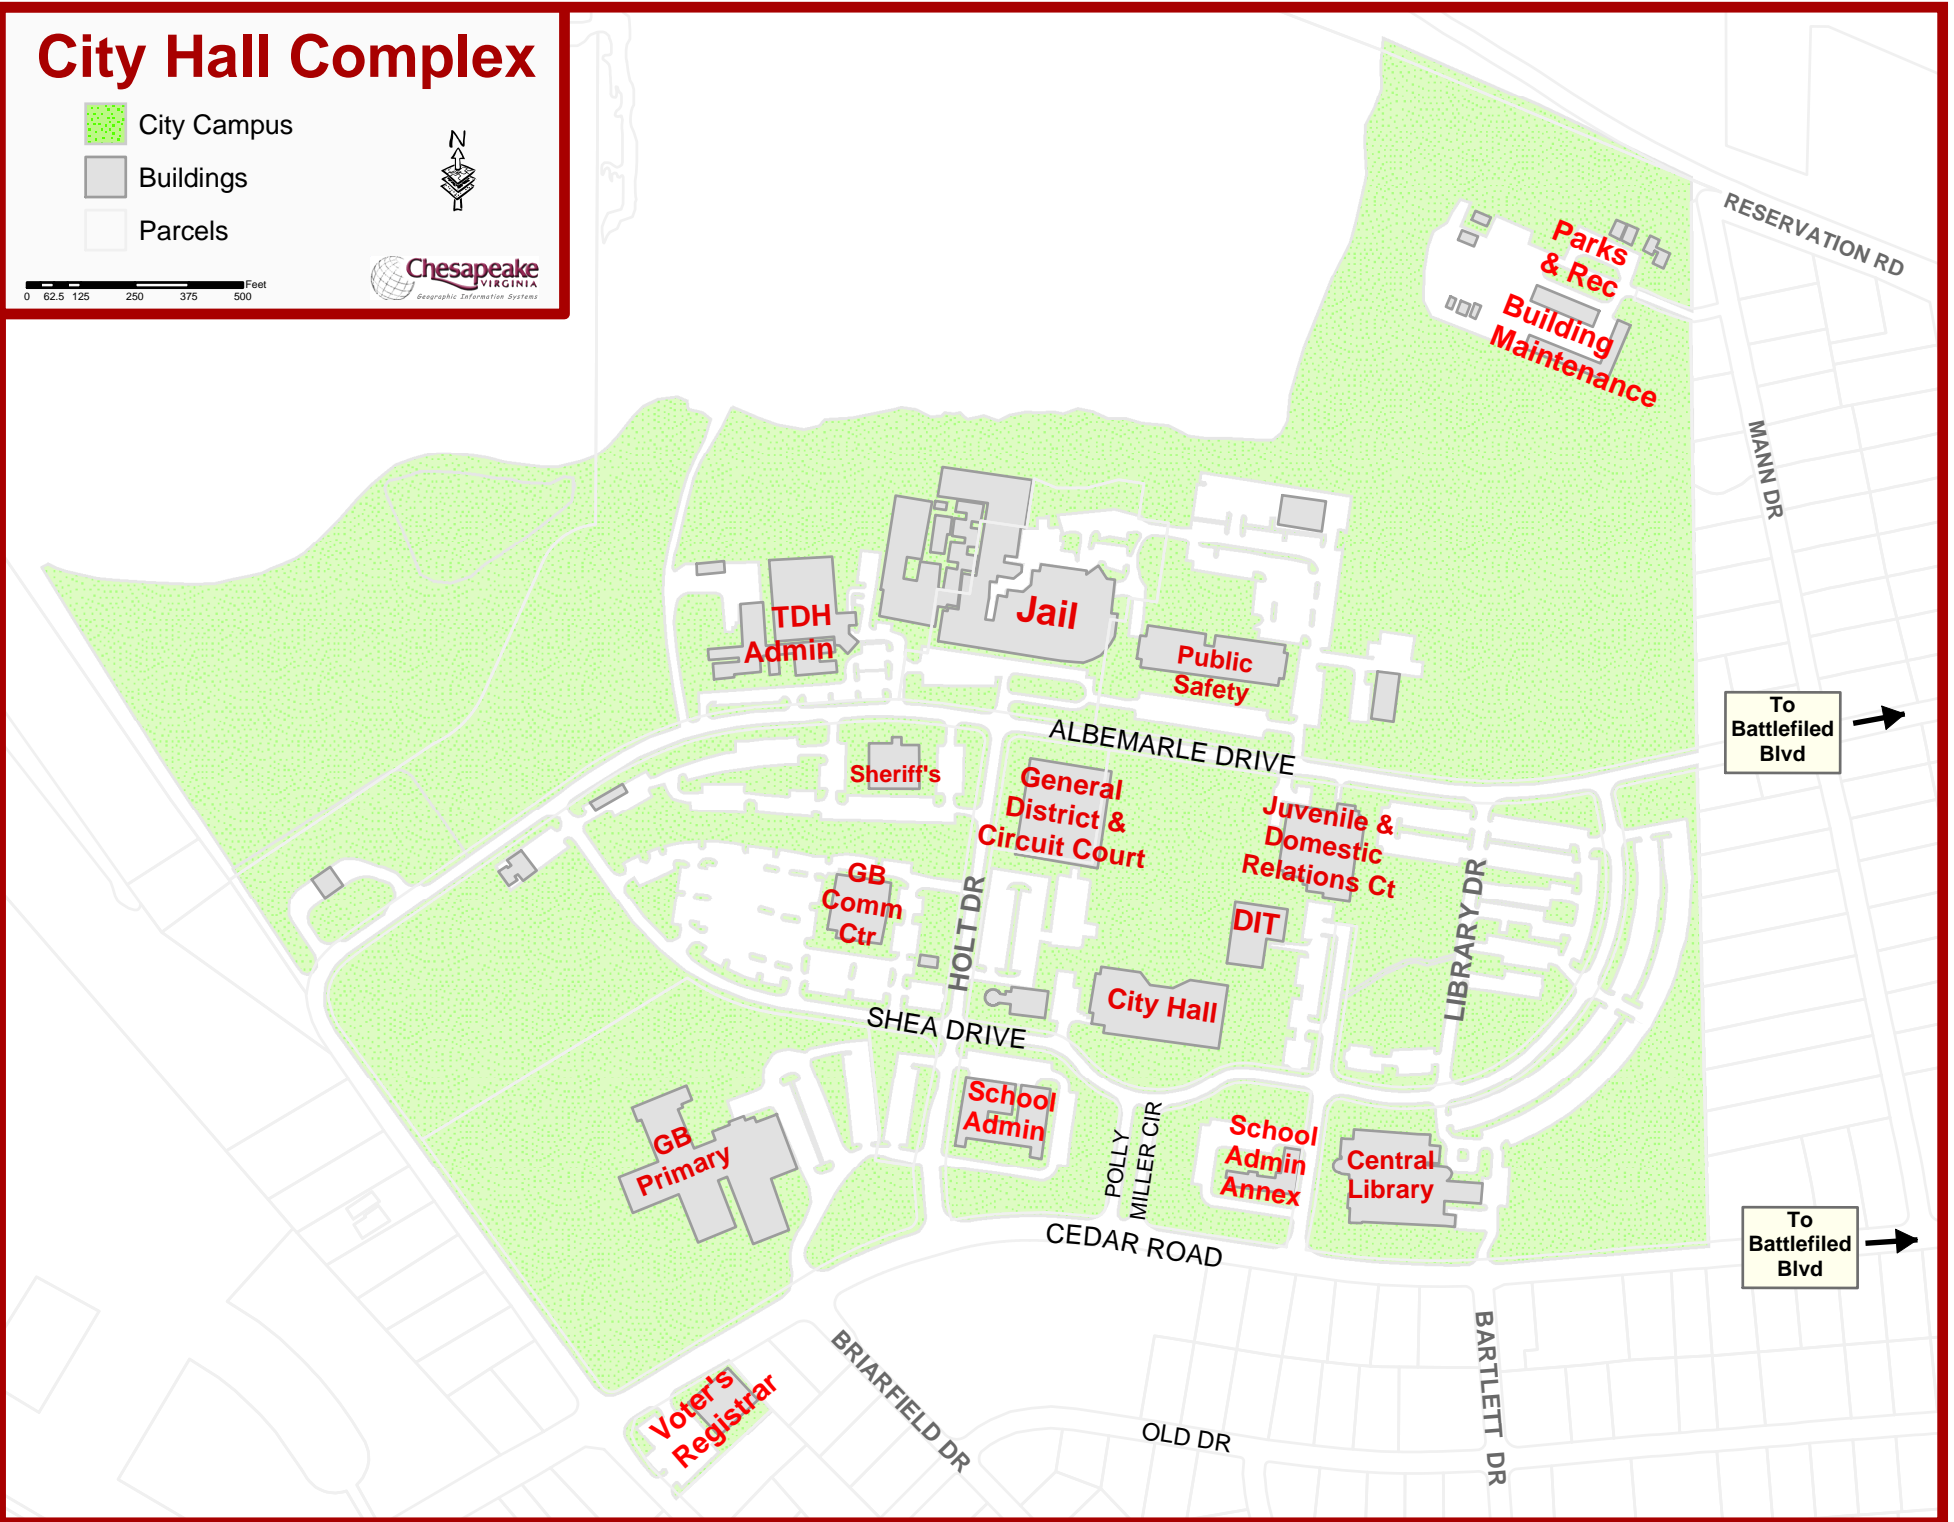 City Hall Complex
City Campus
Buildings
Parcels
N
Feet
0 62.5 125 250 375 500
Chesapeake
VIRGINIA
Geographic Information Systems
RESERVATION RD
Parks
& Rec
Building
Maintenance
MANN DR
Jail
TDH
Admin
Public
Safety
To
Battlefiled
Blvd
ALBEMARLE DRIVE
Sheriff's
General
District &
Circuit Court
Juvenile &
Domestic
Relations Ct
GB
Comm
Ctr
HOLT DR
DIT
LIBRARY DR
City Hall
SHEA DRIVE
School
Admin
POLLY
MILLER CIR
School
Admin
Annex
Central
Library
GB
Primary
CEDAR ROAD
To
Battlefiled
Blvd
Voter's
Registrar
BRIARFIELD DR
OLD DR
BARTLETT DR